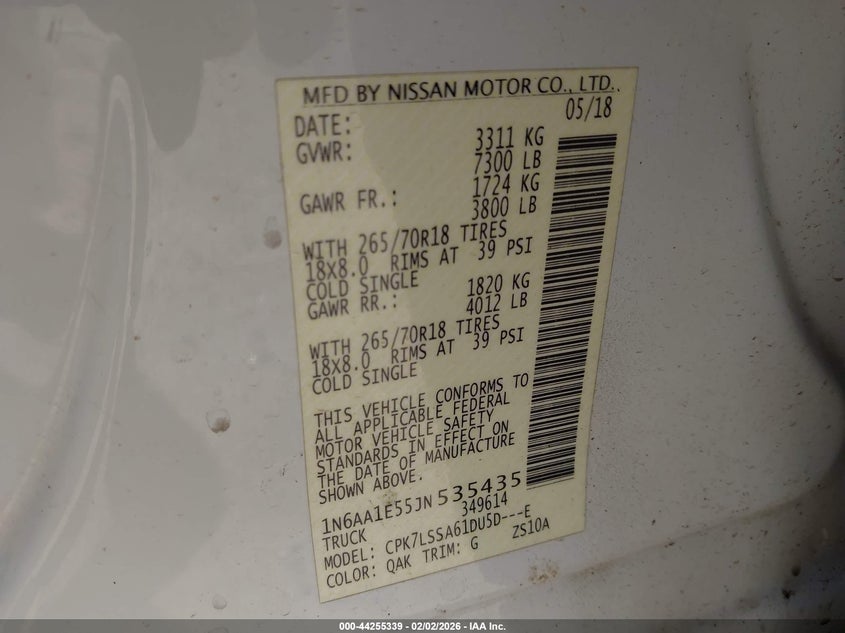 MFD BY NISSAN MOTOR CO., LTD.
DATE: 05/18
GVWR: 3311 KG
7300 LB
GAWR FR.: 1724 KG
3800 LB
WITH 265/70R18 TIRES
18X8.0 RIMS AT 39 PSI
COLD SINGLE
GAWR RR.: 1820 KG
4012 LB
WITH 265/70R18 TIRES
18X8.0 RIMS AT 39 PSI
COLD SINGLE
THIS VEHICLE CONFORMS TO
ALL APPLICABLE FEDERAL
MOTOR VEHICLE SAFETY
STANDARDS IN EFFECT ON
THE DATE OF MANUFACTURE
SHOWN ABOVE.
1N6AA1E55JN535435
TRUCK 349614
MODEL: CPK7LSSA61DU5D---E
COLOR: QAK TRIM: G ZS10A
000-44255339 - 02/02/2026 - IAA Inc.